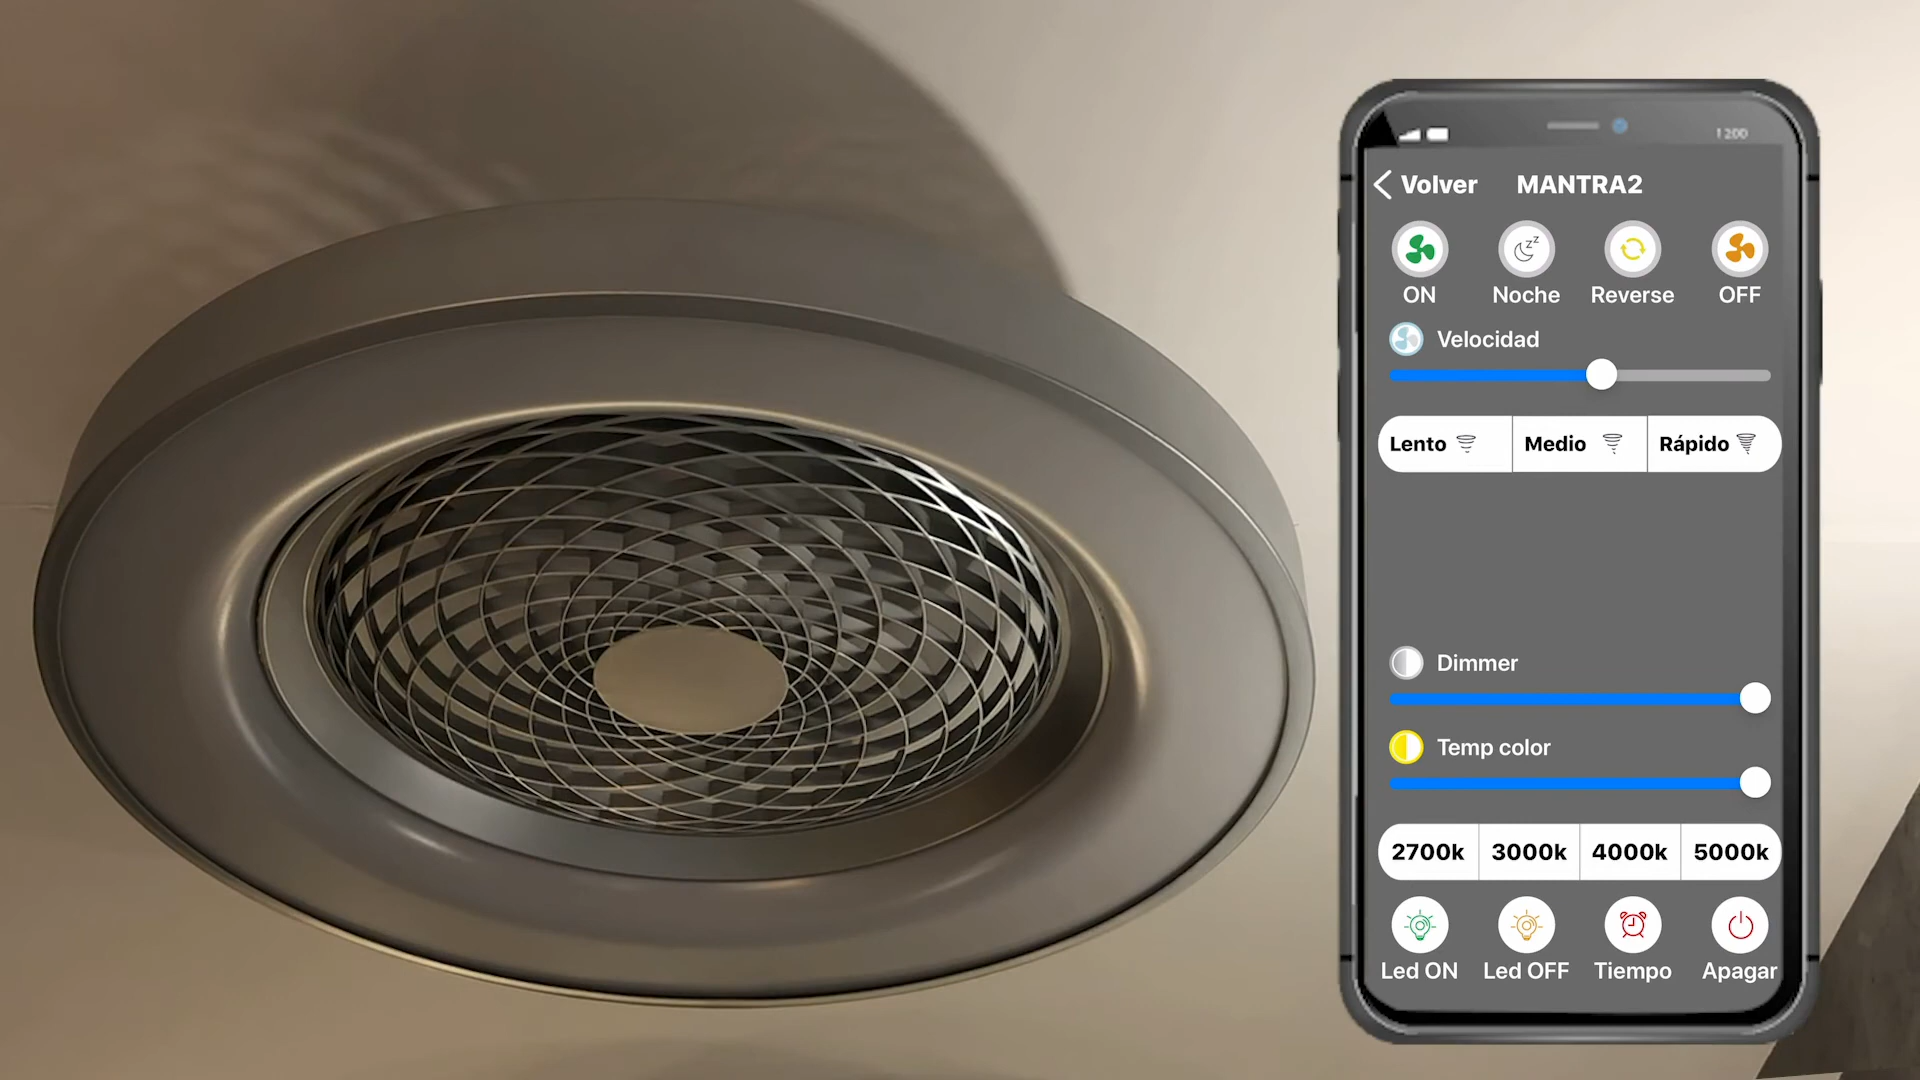 1200
Volver MANTRA2
ON Noche Reverse OFF
Velocidad
Lento Medio Rápido
Dimmer
Temp color
2700k 3000k 4000k 5000k
Led ON Led OFF Tiempo Apagar